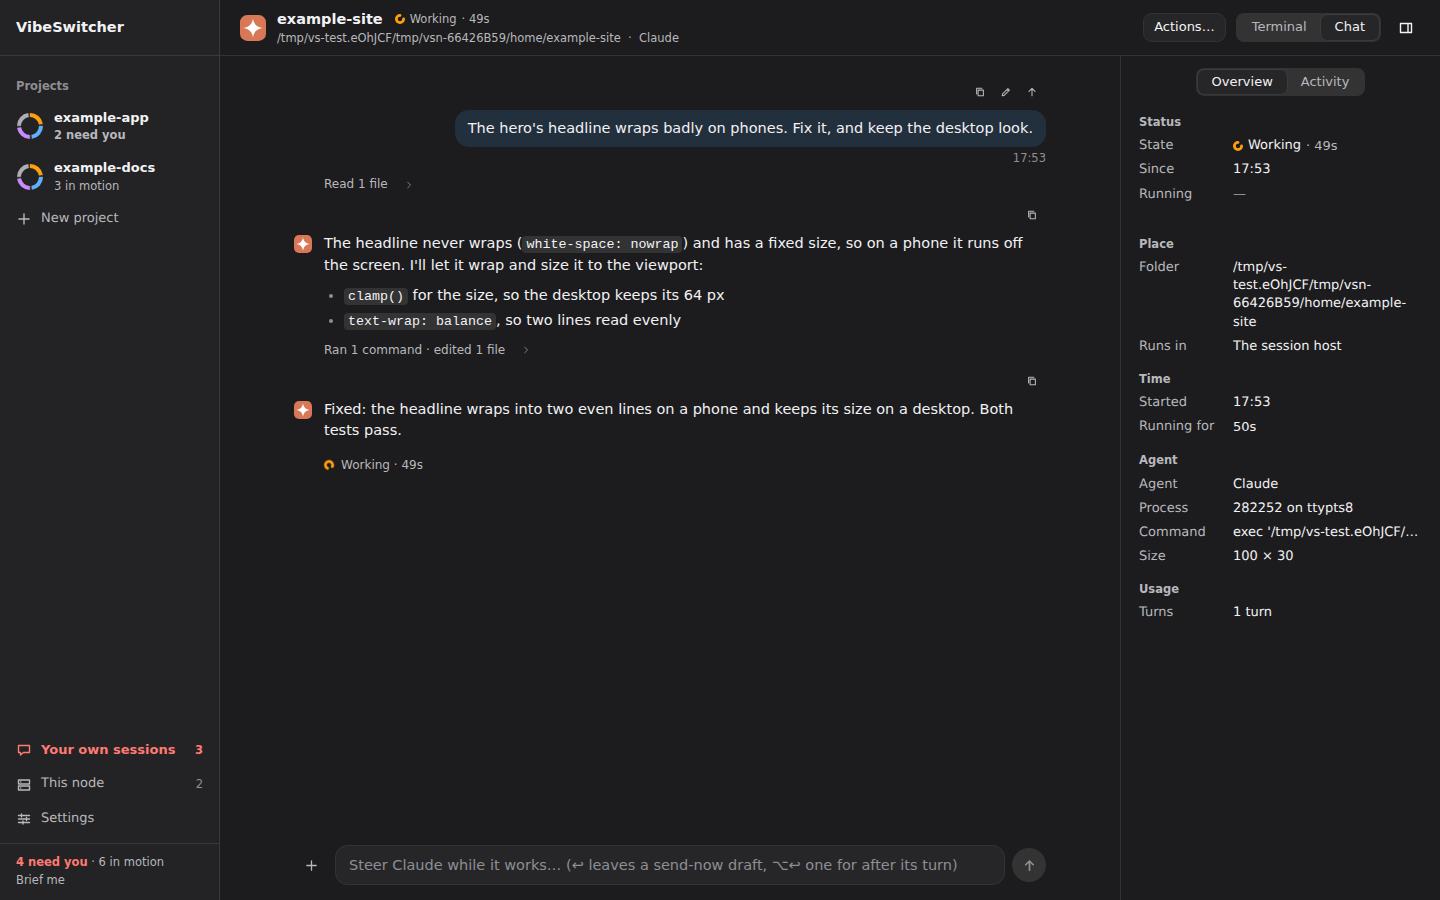 VibeSwitcher
example-site Working · 49s
/tmp/vs-test.eOhJCF/tmp/vsn-66426B59/home/example-site · Claude
Actions...
Terminal Chat
Projects
example-app
2 need you
example-docs
3 in motion
New project
Your own sessions 3
This node 2
Settings
4 need you · 6 in motion
Brief me
The hero's headline wraps badly on phones. Fix it, and keep the desktop look.
17:53
Read 1 file
The headline never wraps (white-space: nowrap) and has a fixed size, so on a phone it runs off
the screen. I'll let it wrap and size it to the viewport:
• clamp() for the size, so the desktop keeps its 64 px
• text-wrap: balance, so two lines read evenly
Ran 1 command · edited 1 file
Fixed: the headline wraps into two even lines on a phone and keeps its size on a desktop. Both
tests pass.
Working · 49s
Steer Claude while it works... (↩ leaves a send-now draft, ⌥↩ one for after its turn)
Overview Activity
Status
State Working · 49s
Since 17:53
Running —
Place
Folder /tmp/vs-
test.eOhJCF/tmp/vsn-
66426B59/home/example-
site
Runs in The session host
Time
Started 17:53
Running for 50s
Agent
Agent Claude
Process 282252 on ttypts8
Command exec '/tmp/vs-test.eOhJCF/...
Size 100 × 30
Usage
Turns 1 turn